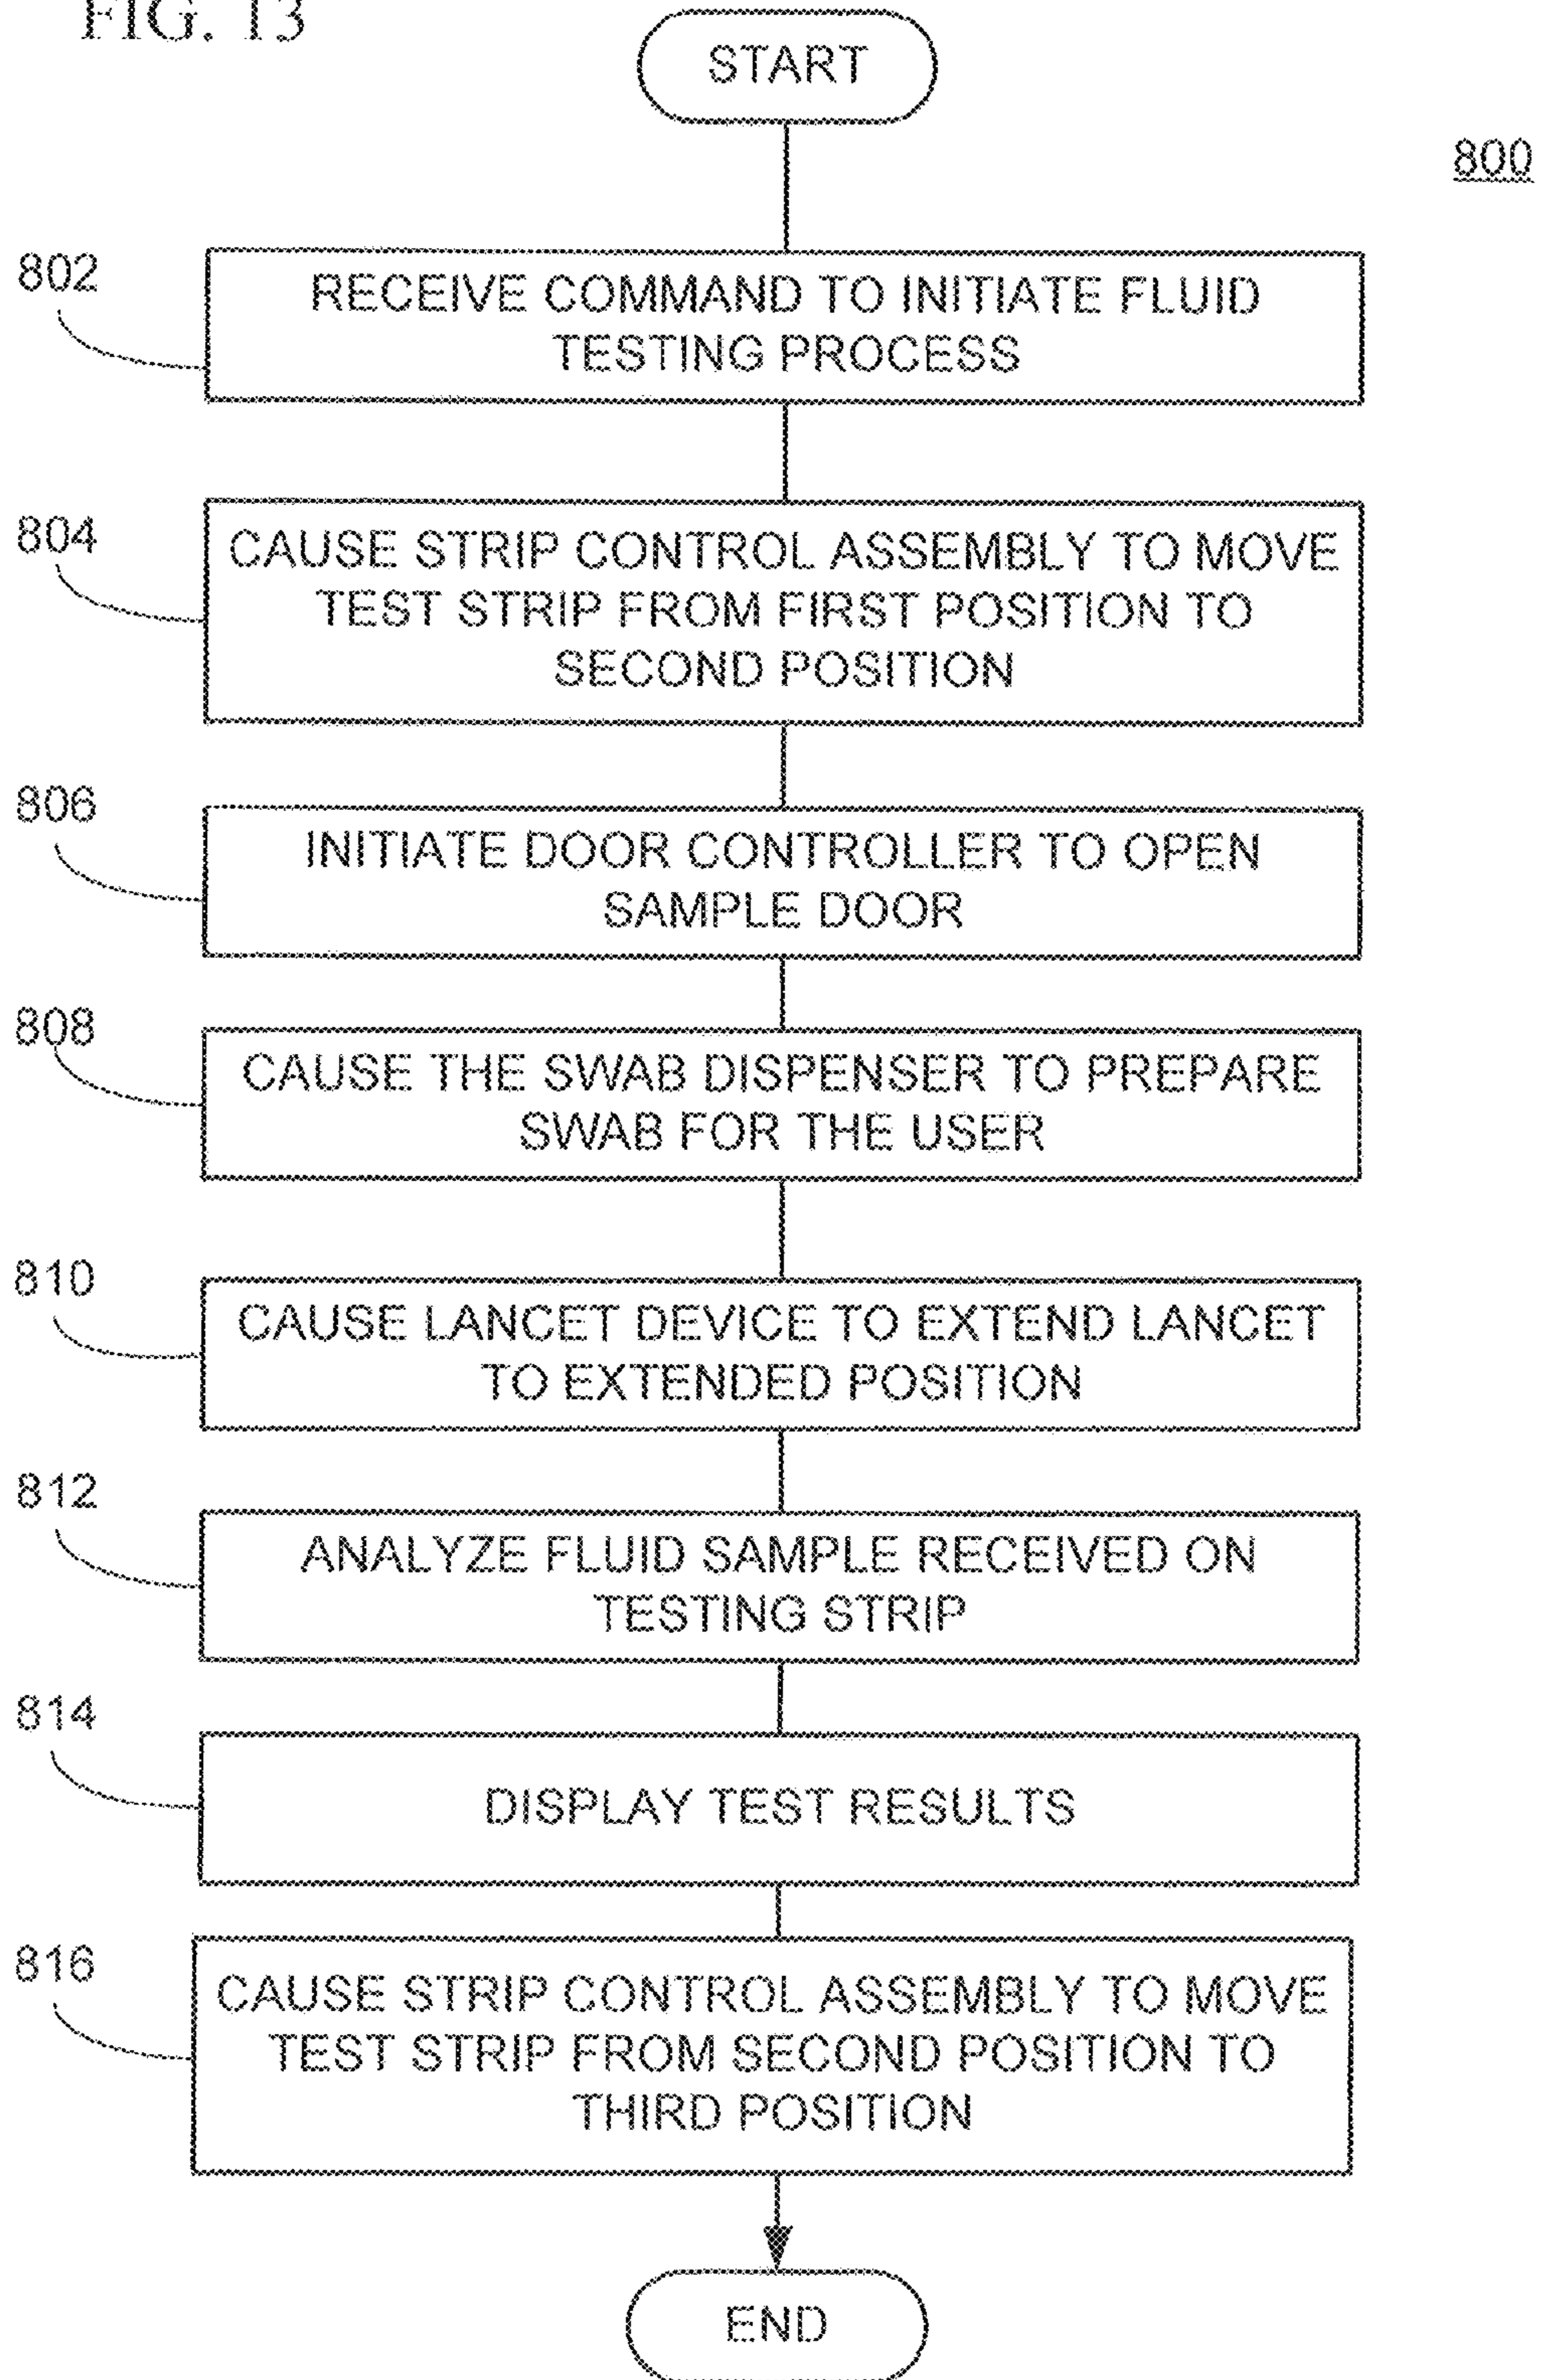 FIG. 13
START
800
802
RECEIVE COMMAND TO INITIATE FLUID
TESTING PROCESS
804
CAUSE STRIP CONTROL ASSEMBLY TO MOVE
TEST STRIP FROM FIRST POSITION TO
SECOND POSITION
806
INITIATE DOOR CONTROLLER TO OPEN
SAMPLE DOOR
808
CAUSE THE SWAB DISPENSER TO PREPARE
SWAB FOR THE USER
810
CAUSE LANCET DEVICE TO EXTEND LANCET
TO EXTENDED POSITION
812
ANALYZE FLUID SAMPLE RECEIVED ON
TESTING STRIP
814
DISPLAY TEST RESULTS
816
CAUSE STRIP CONTROL ASSEMBLY TO MOVE
TEST STRIP FROM SECOND POSITION TO
THIRD POSITION
END